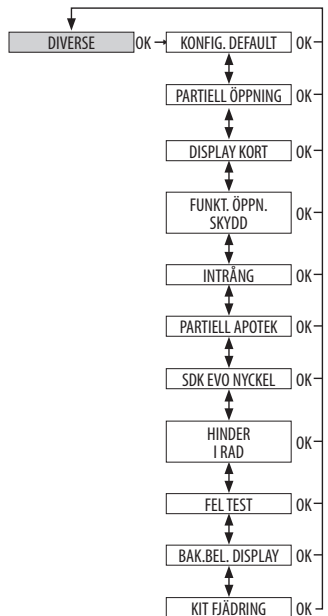 DIVERSE OK KONFIG. DEFAULT OK
PARTIELL ÖPPNING OK
DISPLAY KORT OK
FUNKT. ÖPPN.
SKYDD OK
INTRÅNG OK
PARTIELL APOTEK OK
SDK EVO NYCKEL OK
HINDER
I RAD OK
FEL TEST OK
BAK.BEL. DISPLAY OK
KIT FJÄDRING OK